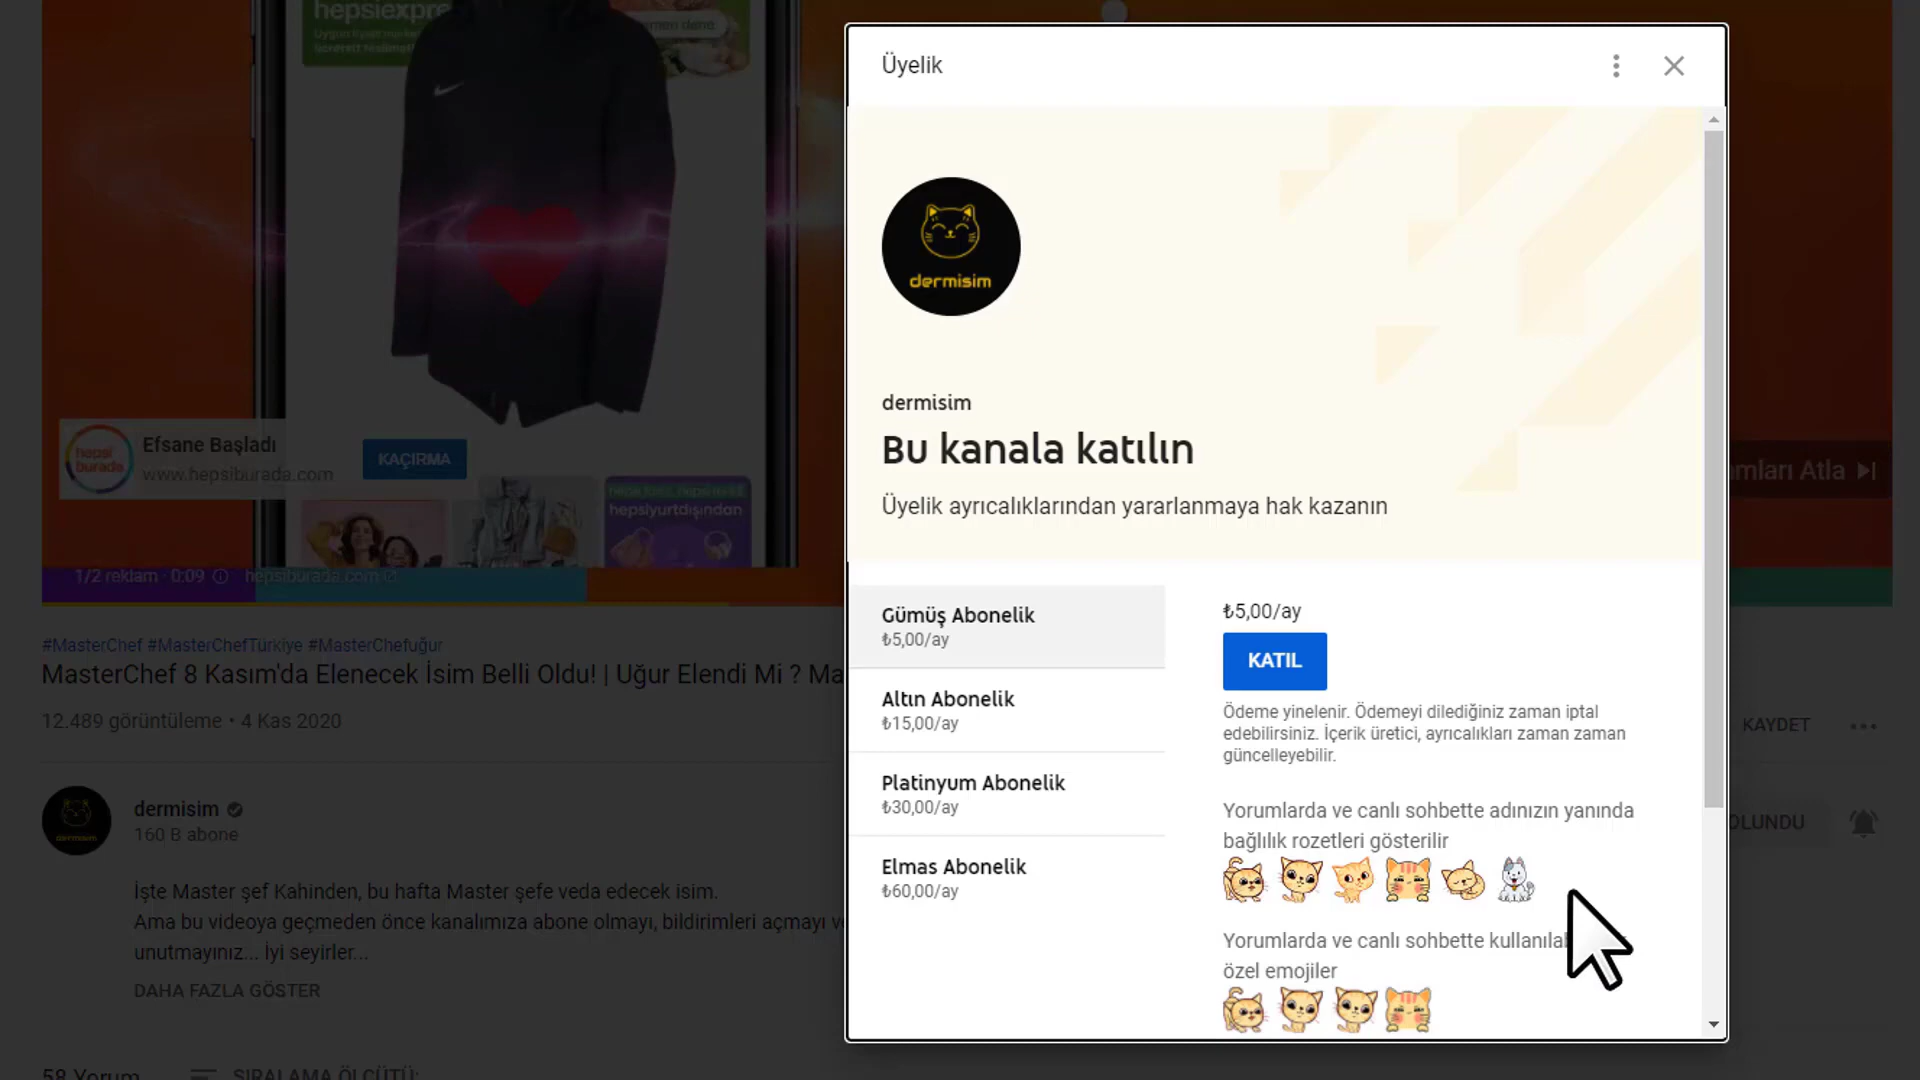 hepsiexpre
Üyelik
dermisim
dermisim
Bu kanala katılın
Üyelik ayrıcalıklarından yararlanmaya hak kazanın
hepsi
burada
Efsane Başladı
www.hepsiburada.com
KAÇIRMA
hepsiyurtdışından
mları Atla
1/2 reklam · 0:09
hepsiburada.com
Gümüş Abonelik
₺5,00/ay
Altın Abonelik
₺15,00/ay
Platinyum Abonelik
₺30,00/ay
Elmas Abonelik
₺60,00/ay
₺5,00/ay
KATIL
Ödeme yinelenir. Ödemeyi dilediğiniz zaman iptal
edebilirsiniz. İçerik üretici, ayrıcalıkları zaman zaman
güncelleyebilir.
Yorumlarda ve canlı sohbette adınızın yanında
bağlılık rozetleri gösterilir
Yorumlarda ve canlı sohbette kullanılab
özel emojiler
#MasterChef #MasterChefTürkiye #MasterChefuğur
MasterChef 8 Kasım'da Elenecek İsim Belli Oldu! | Uğur Elendi Mi ? Ma
12.489 görüntüleme • 4 Kas 2020
KAYDET
dermisim
160 B abone
OLUNDU
İşte Master şef Kahinden, bu hafta Master şefe veda edecek isim.
Ama bu videoya geçmeden önce kanalımıza abone olmayı, bildirimleri açmayı ve
unutmayınız... İyi seyirler...
DAHA FAZLA GÖSTER
58 Yorum
SIRALAMA ÖLÇÜTÜ: